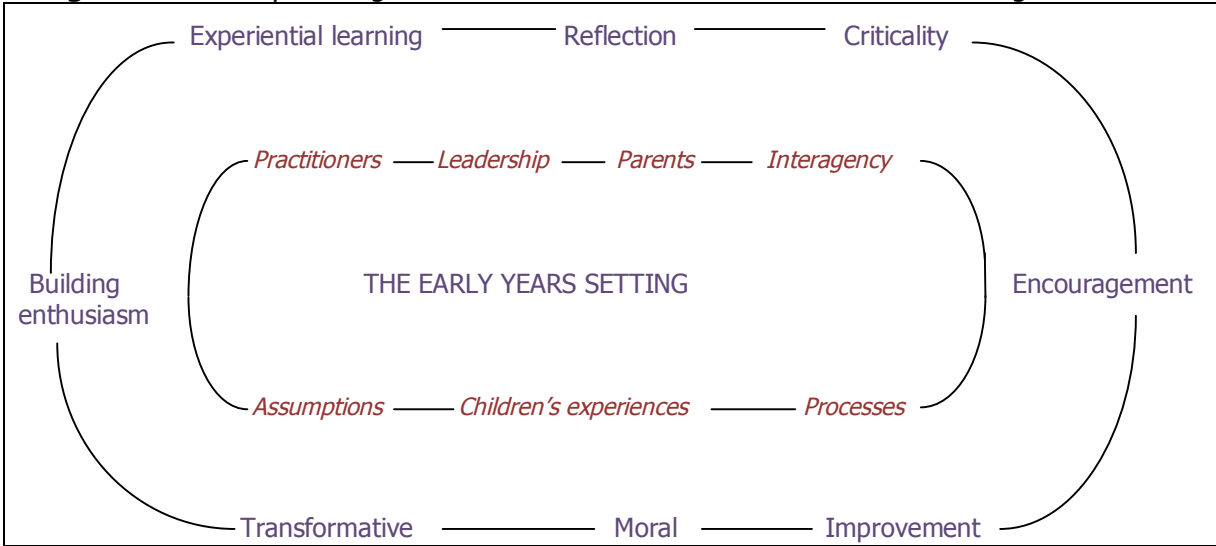 Experiential learning Reflection Criticality
Practitioners Leadership Parents Interagency
Building
enthusiasm
THE EARLY YEARS SETTING
Encouragement
Assumptions Children's experiences Processes
Transformative Moral Improvement